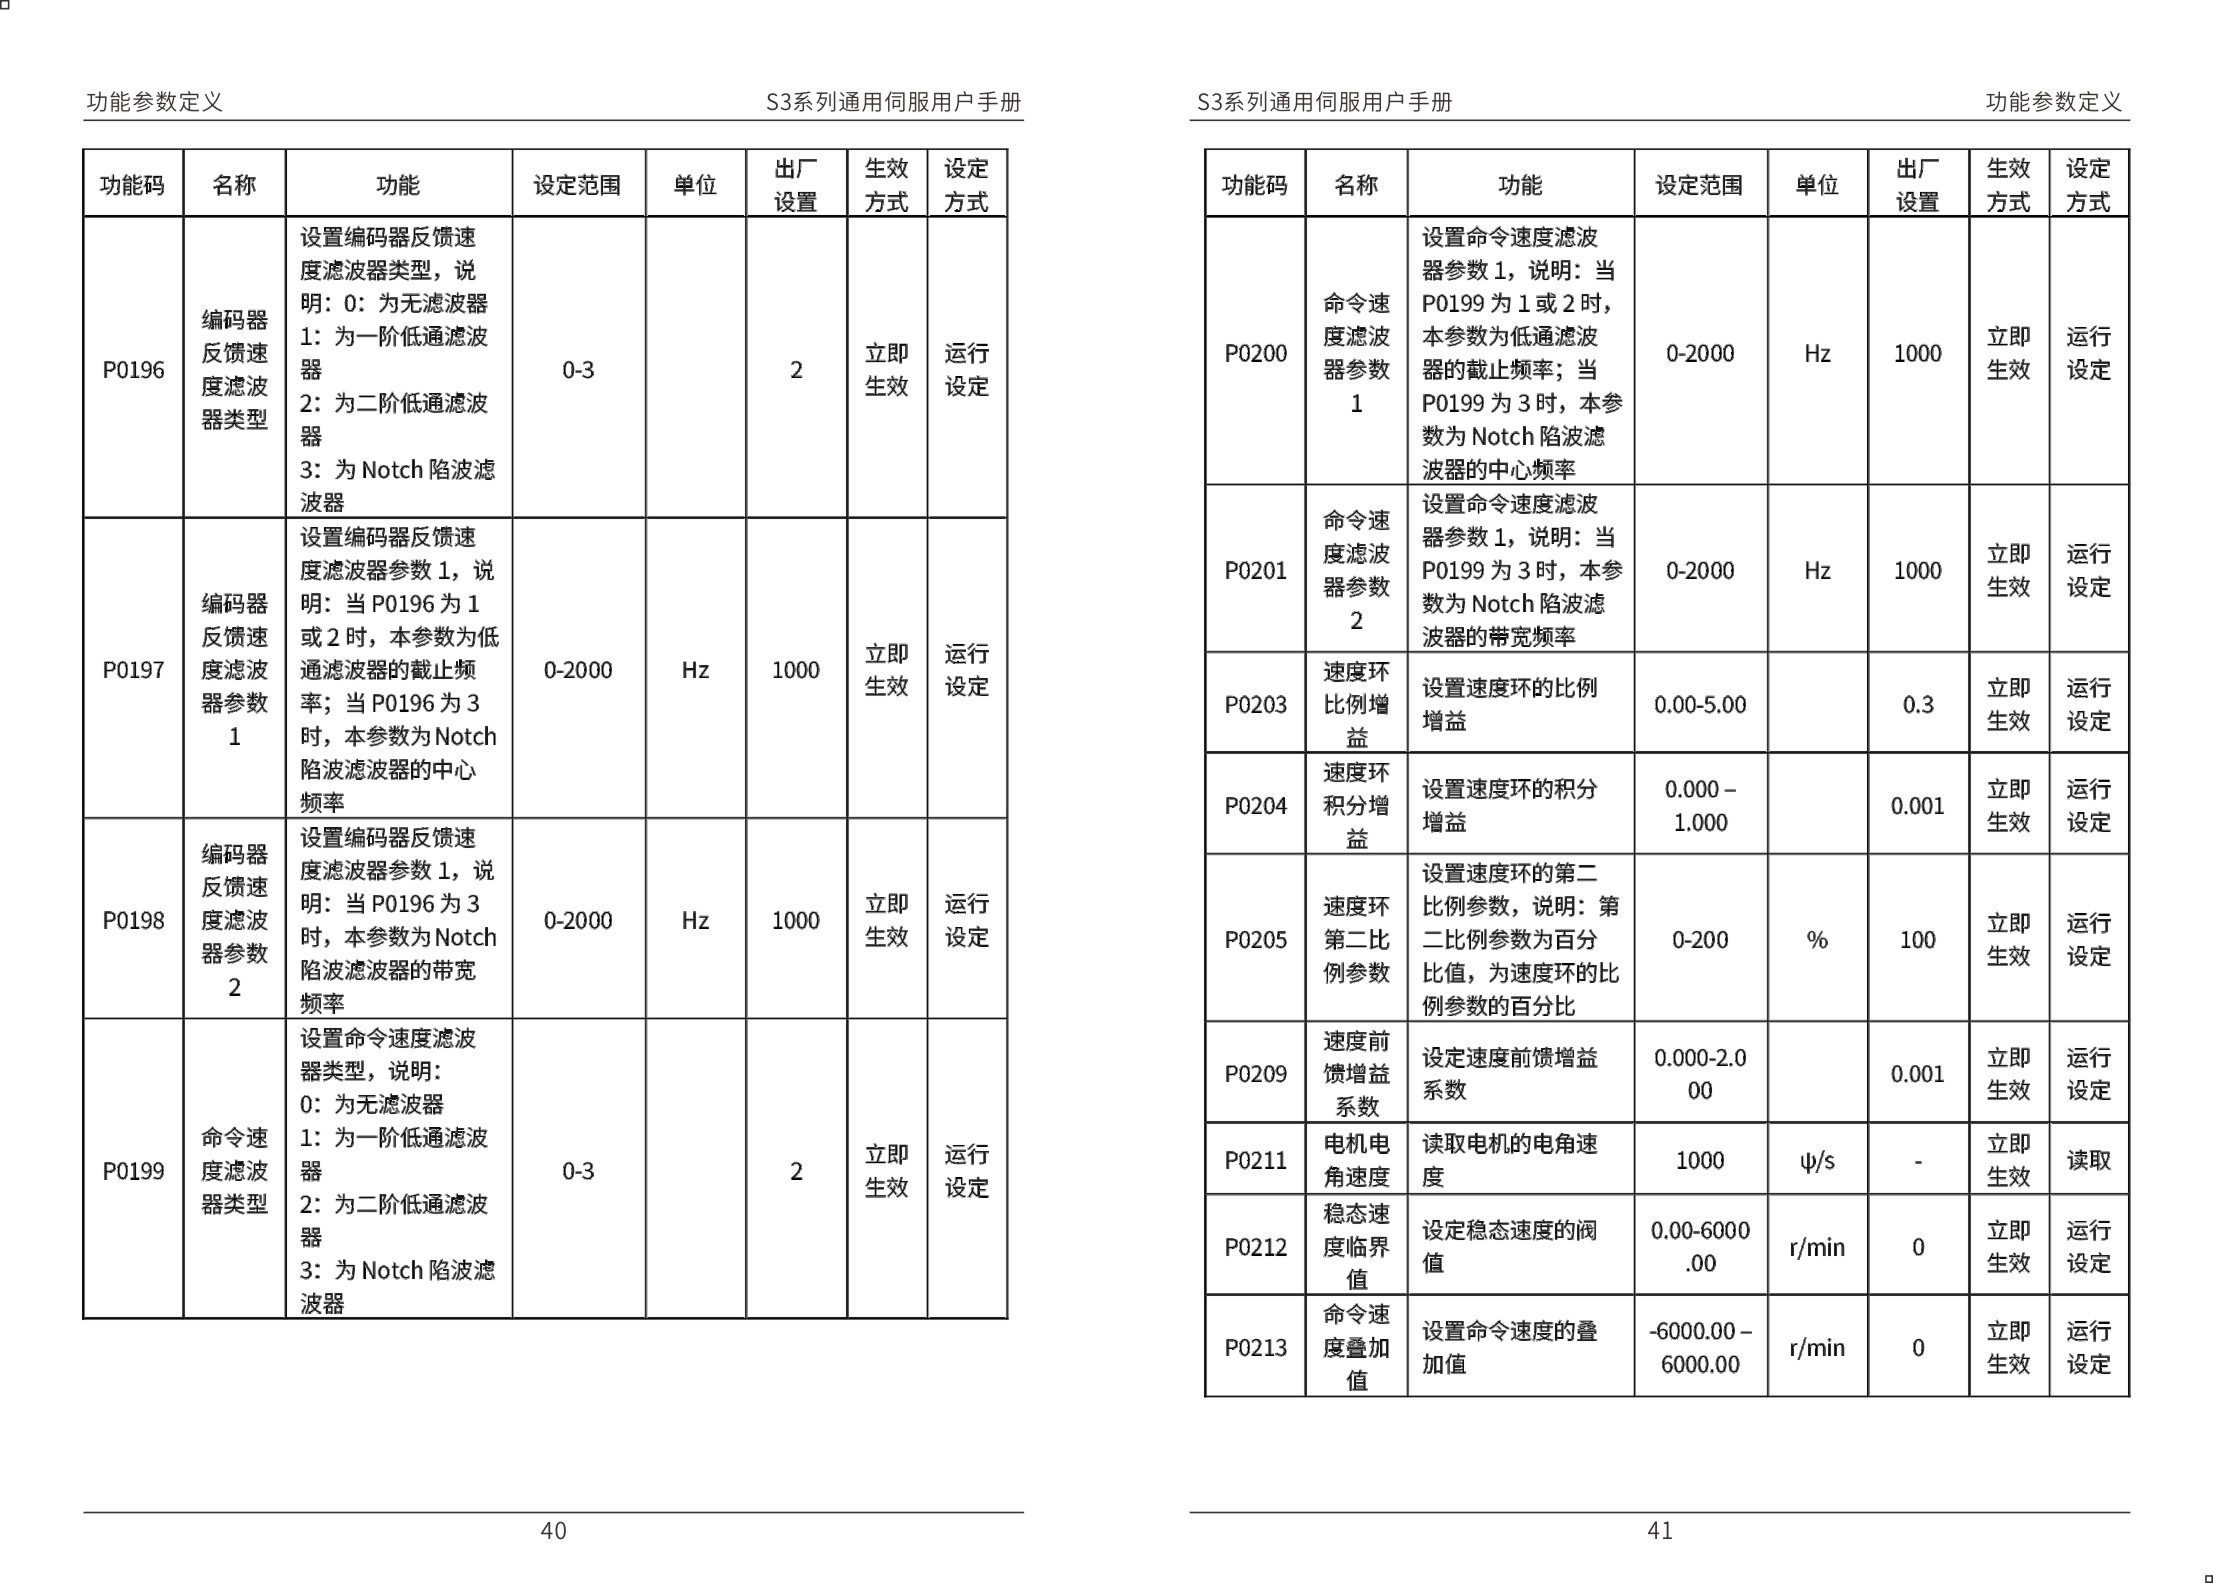 功能参数定义
S3系列通用伺服用户手册
功能码 名称 功能 设定范围 单位 出厂设置 生效方式 设定方式
P0196
编码器
反馈速
度滤波
器类型
设置编码器反馈速
度滤波器类型，说
明：0：为无滤波器
1：为一阶低通滤波
器
2：为二阶低通滤波
器
3：为 Notch 陷波滤
波器
0-3
2
立即
生效
运行
设定
P0197
编码器
反馈速
度滤波
器参数
1
设置编码器反馈速
度滤波器参数 1，说
明：当 P0196 为 1
或 2 时，本参数为低
通滤波器的截止频
率；当 P0196 为 3
时，本参数为 Notch
陷波滤波器的中心
频率
0-2000
Hz
1000
立即
生效
运行
设定
P0198
编码器
反馈速
度滤波
器参数
2
设置编码器反馈速
度滤波器参数 1，说
明：当 P0196 为 3
时，本参数为 Notch
陷波滤波器的带宽
频率
0-2000
Hz
1000
立即
生效
运行
设定
P0199
命令速
度滤波
器类型
设置命令速度滤波
器类型，说明：
0：为无滤波器
1：为一阶低通滤波
器
2：为二阶低通滤波
器
3：为 Notch 陷波滤
波器
0-3
2
立即
生效
运行
设定
40
S3系列通用伺服用户手册
功能参数定义
功能码 名称 功能 设定范围 单位 出厂设置 生效方式 设定方式
P0200
命令速
度滤波
器参数
1
设置命令速度滤波
器参数 1，说明：当
P0199 为 1 或 2 时，
本参数为低通滤波
器的截止频率；当
P0199 为 3 时，本参
数为 Notch 陷波滤
波器的中心频率
0-2000
Hz
1000
立即
生效
运行
设定
P0201
命令速
度滤波
器参数
2
设置命令速度滤波
器参数 1，说明：当
P0199 为 3 时，本参
数为 Notch 陷波滤
波器的带宽频率
0-2000
Hz
1000
立即
生效
运行
设定
P0203
速度环
比例增
益
设置速度环的比例
增益
0.00-5.00
0.3
立即
生效
运行
设定
P0204
速度环
积分增
益
设置速度环的积分
增益
0.000 –
1.000
0.001
立即
生效
运行
设定
P0205
速度环
第二比
例参数
设置速度环的第二
比例参数，说明：第
二比例参数为百分
比值，为速度环的比
例参数的百分比
0-200
%
100
立即
生效
运行
设定
P0209
速度前
馈增益
系数
设定速度前馈增益
系数
0.000-2.0
00
0.001
立即
生效
运行
设定
P0211
电机电
角速度
读取电机的电角速
度
1000
ψ/s
-
立即
生效
读取
P0212
稳态速
度临界
值
设定稳态速度的阀
值
0.00-6000
.00
r/min
0
立即
生效
运行
设定
P0213
命令速
度叠加
值
设置命令速度的叠
加值
-6000.00 –
6000.00
r/min
0
立即
生效
运行
设定
41